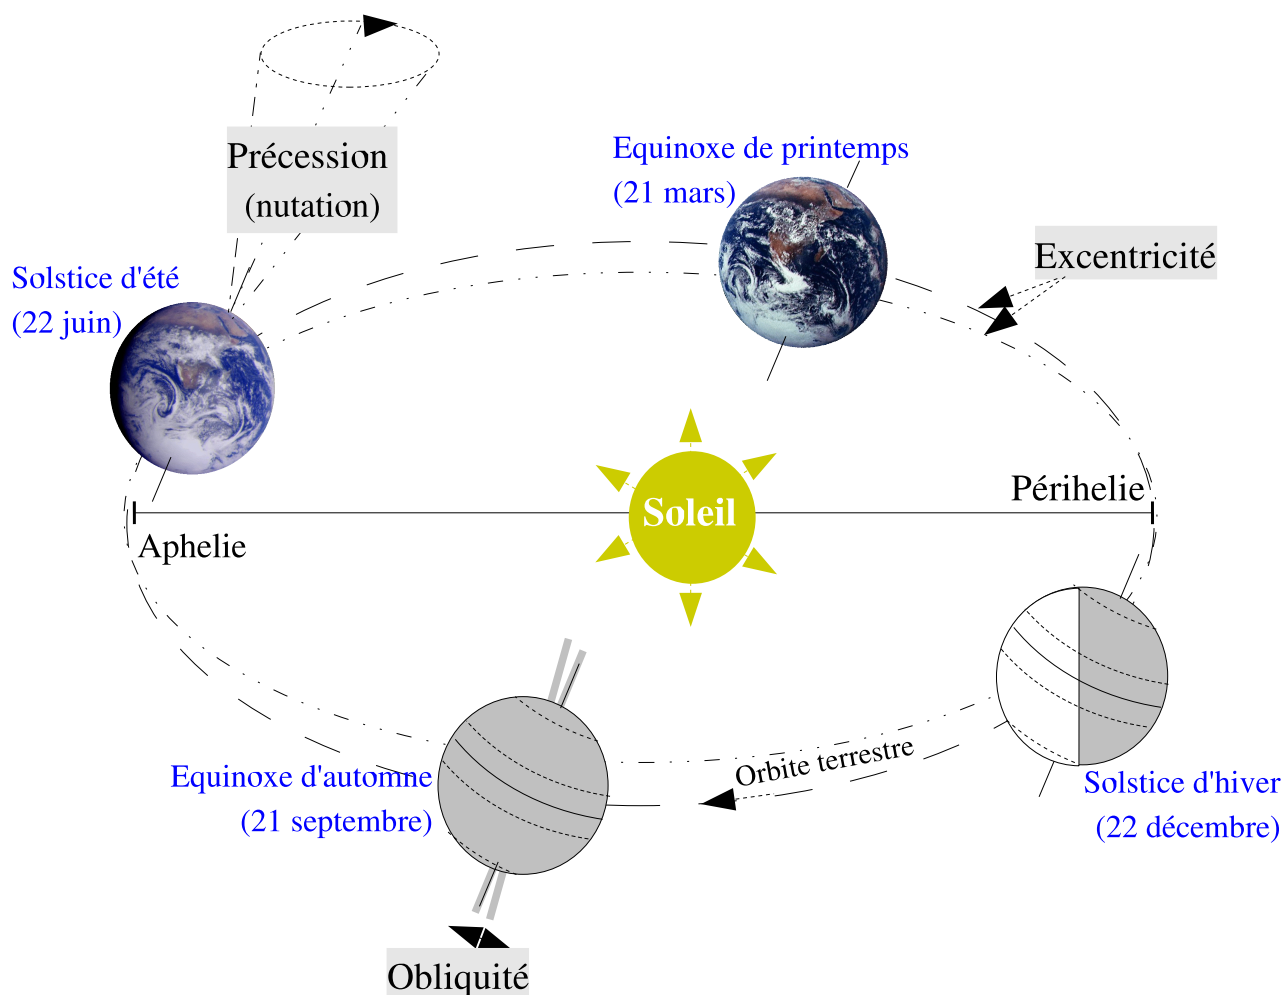 Précession
(nutation)
Equinoxe de printemps
(21 mars)
Excentricité
Solstice d'été
(22 juin)
Périhelie
Soleil
Aphelie
Orbite terrestre
Equinoxe d'automne
(21 septembre)
Solstice d'hiver
(22 décembre)
Obliquité